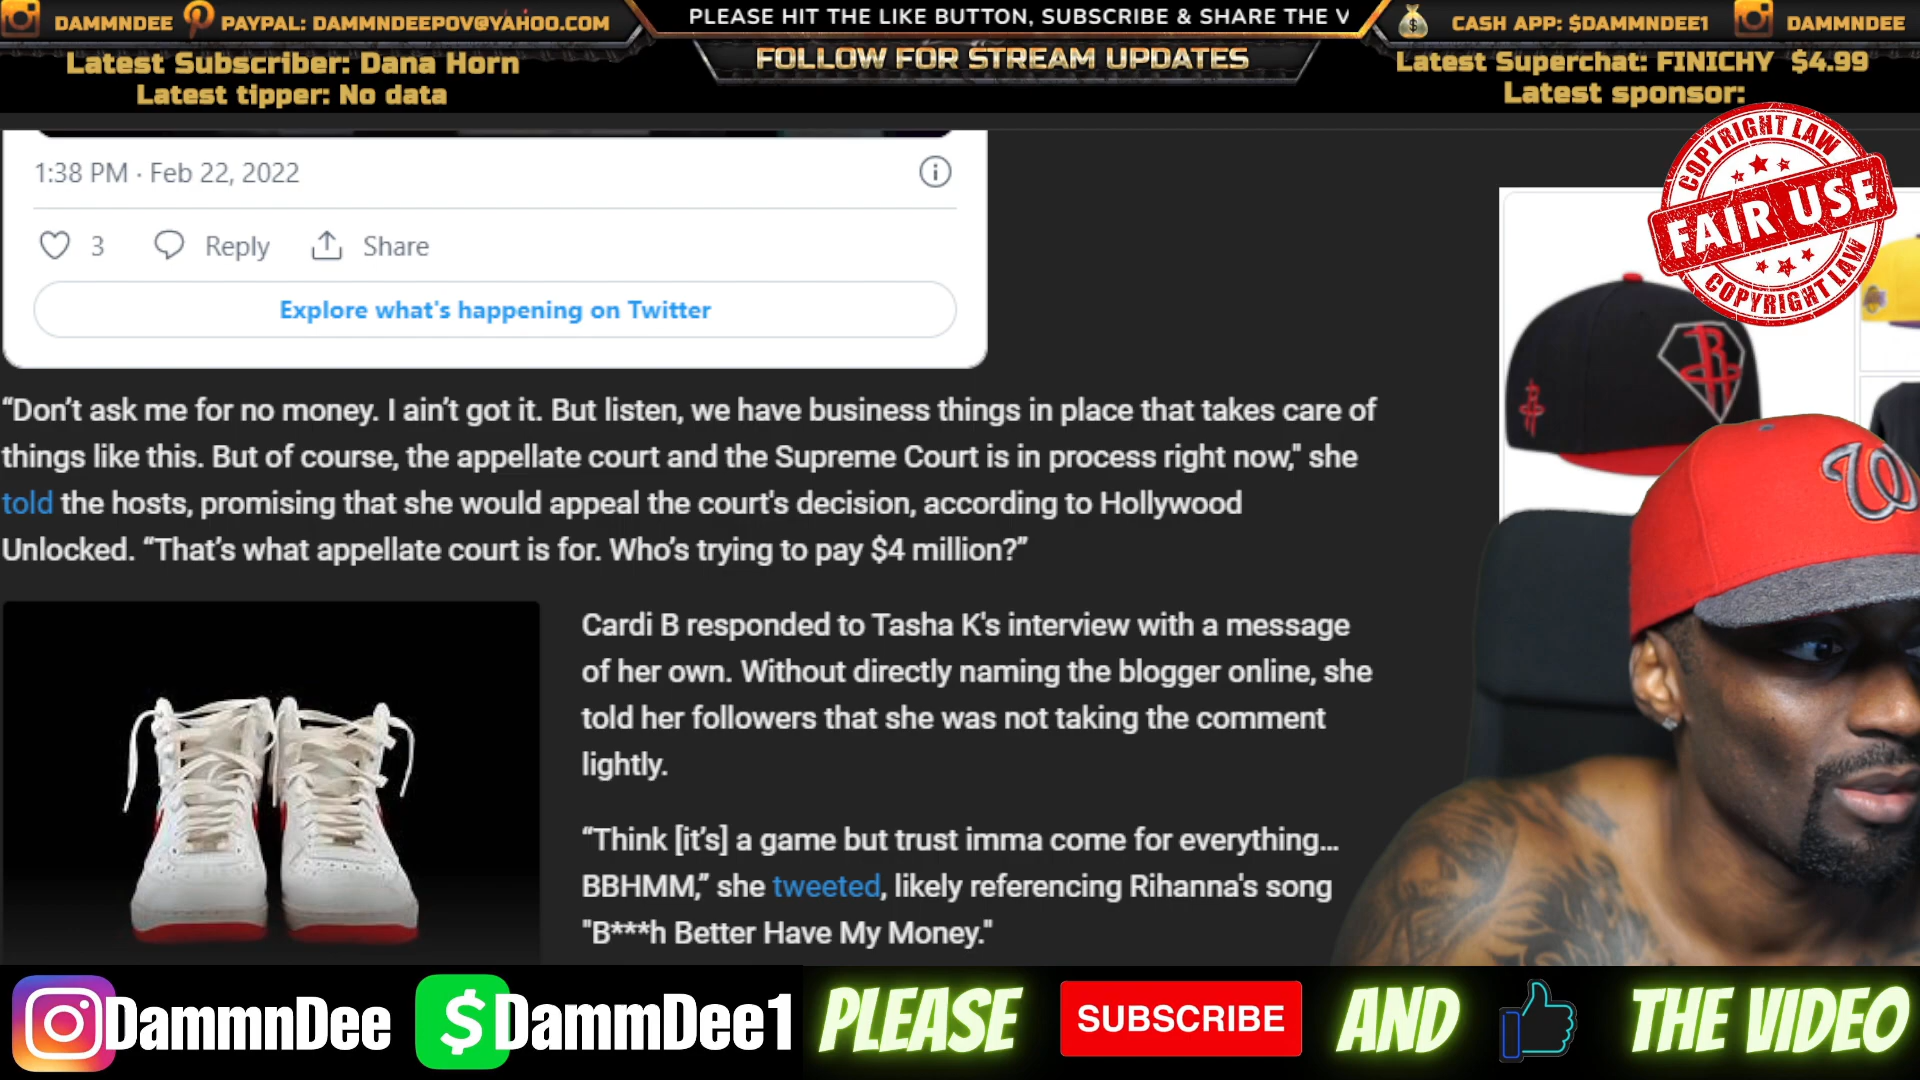 DAMMNDEE PAYPAL: DAMMNDEEPOV@YAHOO.COM
PLEASE HIT THE LIKE BUTTON, SUBSCRIBE & SHARE THE V
CASH APP: $DAMMNDEE1 DAMMNDEE
Latest Subscriber: Dana Horn
Latest tipper: No data
FOLLOW FOR STREAM UPDATES
Latest Superchat: FINICHY $4.99
Latest sponsor:
COPYRIGHT LAW
FAIR USE
COPYRIGHT LAW
1:38 PM · Feb 22, 2022
3 Reply Share
Explore what's happening on Twitter
“Don’t ask me for no money. I ain’t got it. But listen, we have business things in place that takes care of
things like this. But of course, the appellate court and the Supreme Court is in process right now," she
told the hosts, promising that she would appeal the court's decision, according to Hollywood
Unlocked. “That’s what appellate court is for. Who’s trying to pay $4 million?”
Cardi B responded to Tasha K's interview with a message
of her own. Without directly naming the blogger online, she
told her followers that she was not taking the comment
lightly.
“Think [it’s] a game but trust imma come for everything...
BBHMM,” she tweeted, likely referencing Rihanna's song
"B***h Better Have My Money."
R
W
DammnDee
$ DammDee1
PLEASE SUBSCRIBE AND THE VIDEO